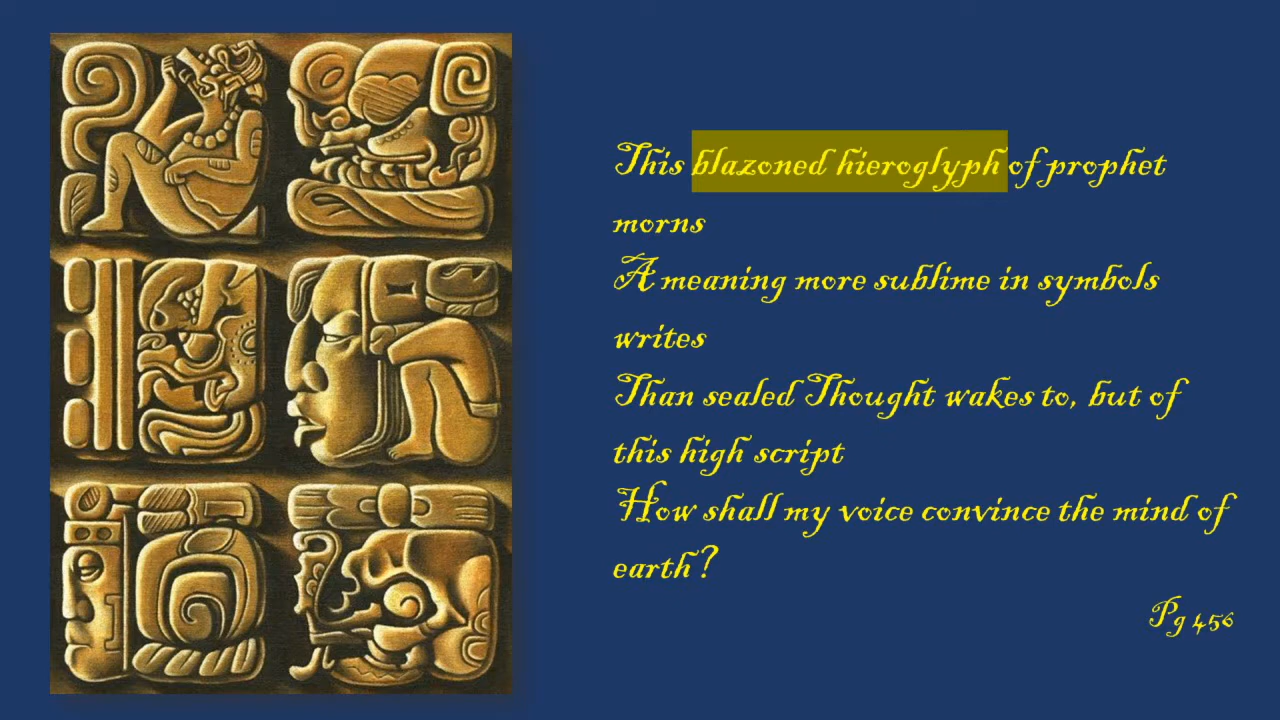 This blazoned hieroglyph of prophet
morns
A meaning more sublime in symbols
writes
Than sealed Thought wakes to, but of
this high script
How shall my voice convince the mind of
earth?
Pg 456